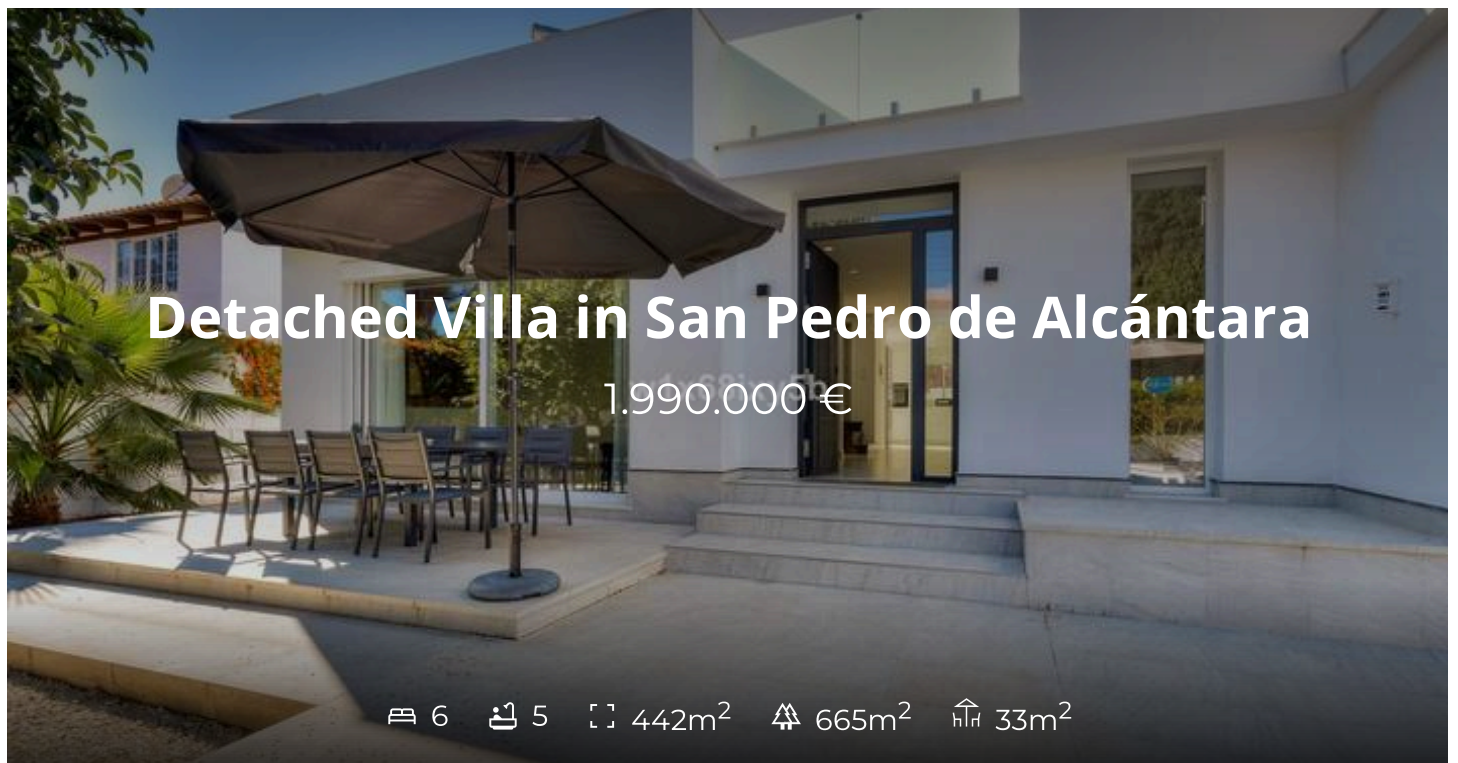 Detached Villa in San Pedro de Alcántara
1.990.000 €
6 5 442m² 665m² 33m²